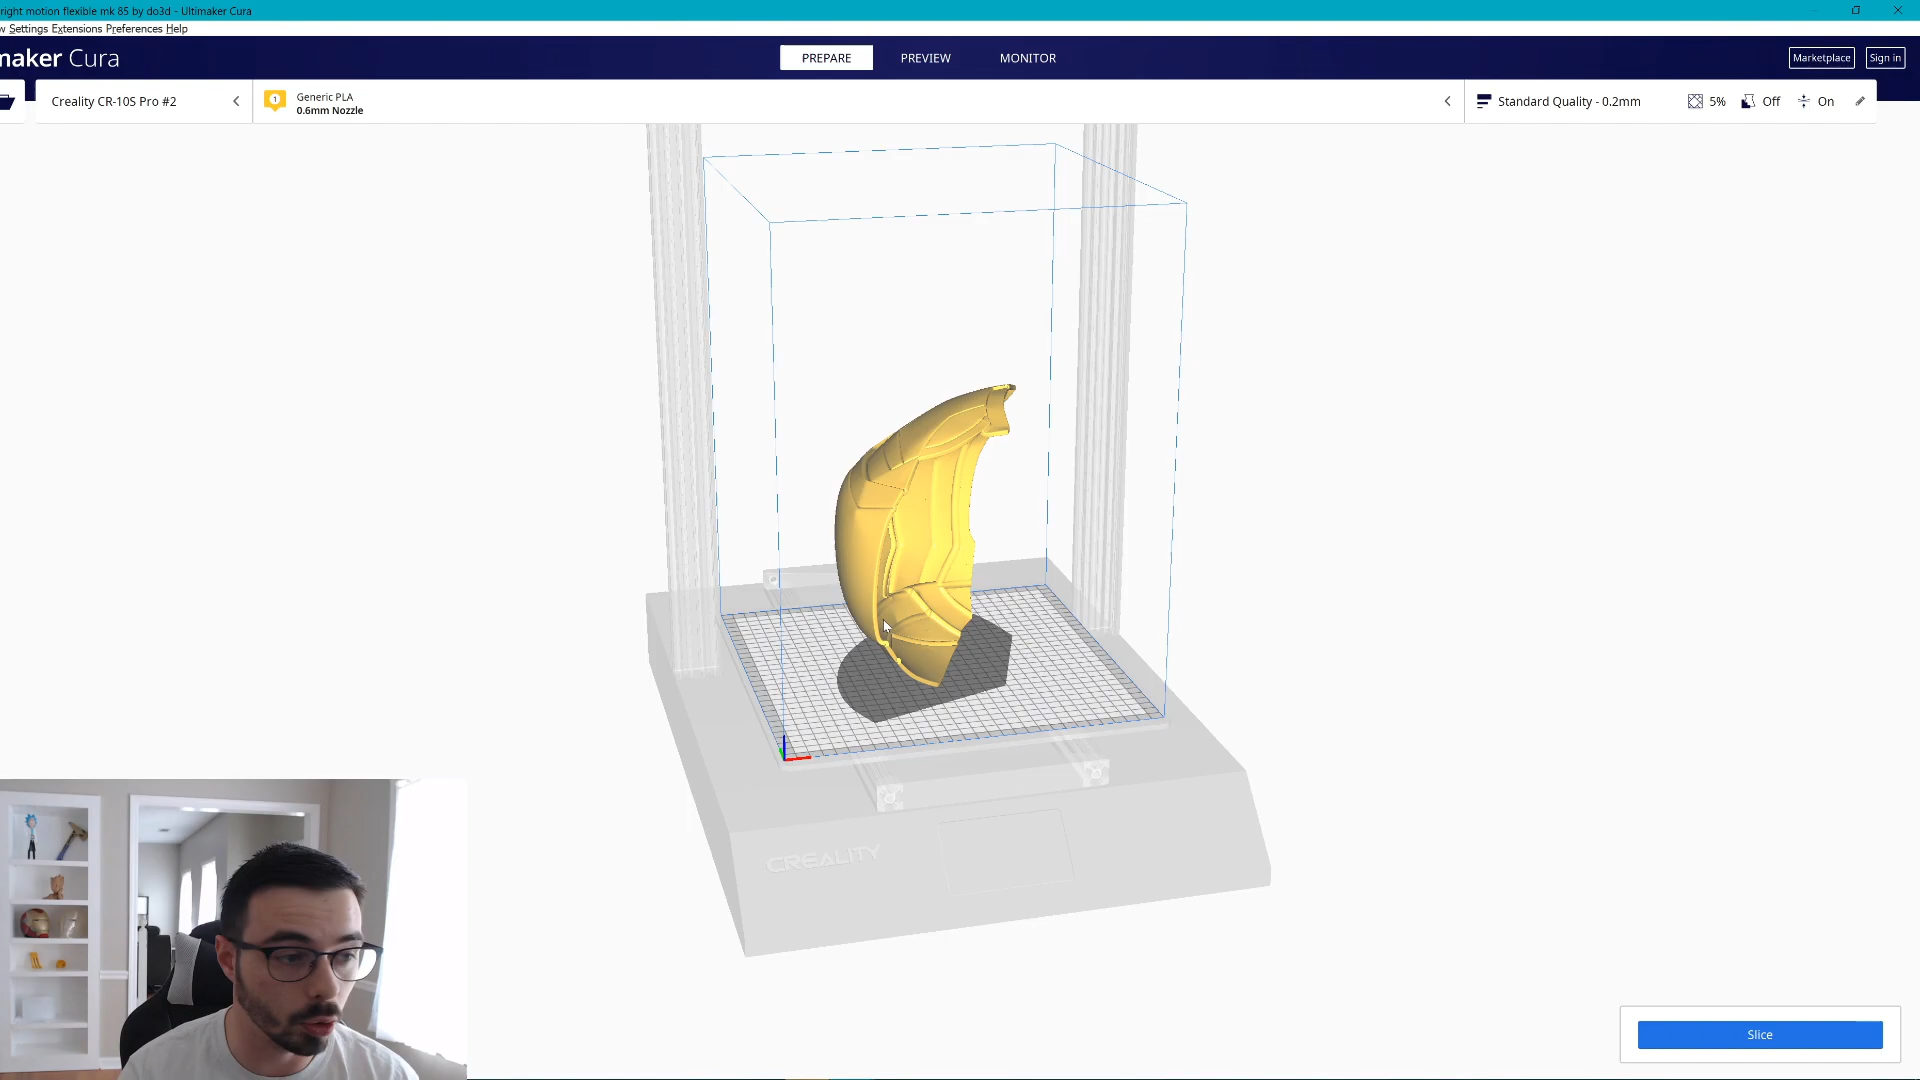 right motion flexible mk 85 by do3d - Ultimaker Cura
w Settings Extensions Preferences Help
maker Cura
PREPARE
PREVIEW
MONITOR
Marketplace
Sign in
Creality CR-10S Pro #2
1
Generic PLA
0.6mm Nozzle
Standard Quality - 0.2mm
5%
Off
On
CREALITY
Slice